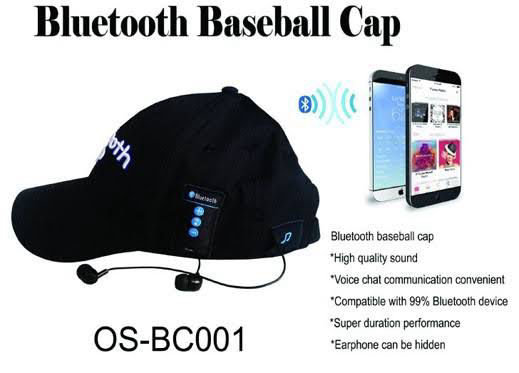 Bluetooth Baseball Cap
Bluetooth
OS-BC001
Bluetooth baseball cap
*High quality sound
*Voice chat communication convenient
*Compatible with 99% Bluetooth device
*Super duration performance
*Earphone can be hidden